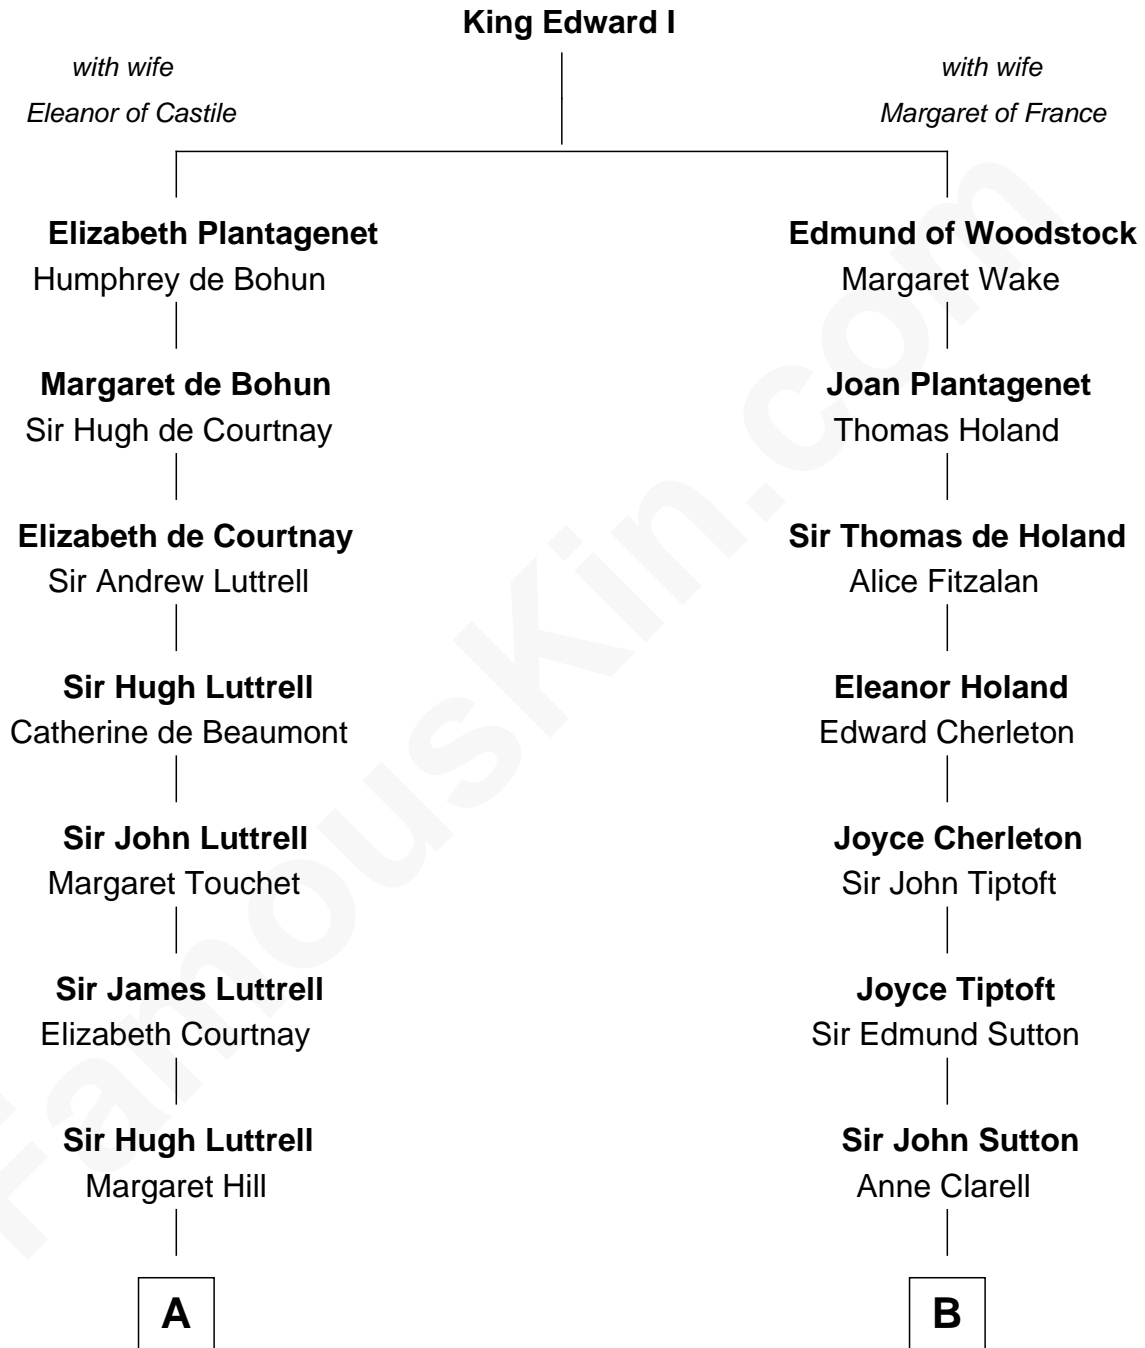 King Edward I
with wife
Eleanor of Castile
with wife
Margaret of France
Elizabeth Plantagenet
Humphrey de Bohun
Edmund of Woodstock
Margaret Wake
Margaret de Bohun
Sir Hugh de Courtnay
Joan Plantagenet
Thomas Holand
Elizabeth de Courtnay
Sir Andrew Luttrell
Sir Thomas de Holand
Alice Fitzalan
Sir Hugh Luttrell
Catherine de Beaumont
Eleanor Holand
Edward Cherleton
Sir John Luttrell
Margaret Touchet
Joyce Cherleton
Sir John Tiptoft
Sir James Luttrell
Elizabeth Courtnay
Joyce Tiptoft
Sir Edmund Sutton
Sir Hugh Luttrell
Margaret Hill
Sir John Sutton
Anne Clarell
A
B
FamousKin.com